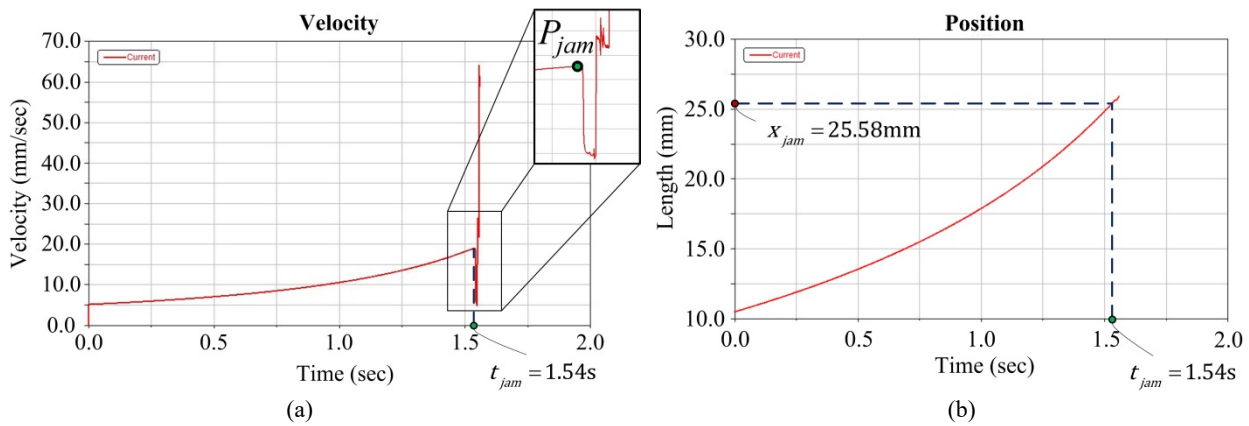 Velocity
Current
Velocity (mm/sec)
70.0
60.0
50.0
40.0
30.0
20.0
10.0
0.0
0.0 0.5 1.0 1.5 2.0
Time (sec)
P_jam
t_jam = 1.54s
(a)
Position
Current
Length (mm)
30.0
25.0
20.0
15.0
10.0
x_jam = 25.58mm
0.0 0.5 1.0 1.5 2.0
Time (sec)
t_jam = 1.54s
(b)